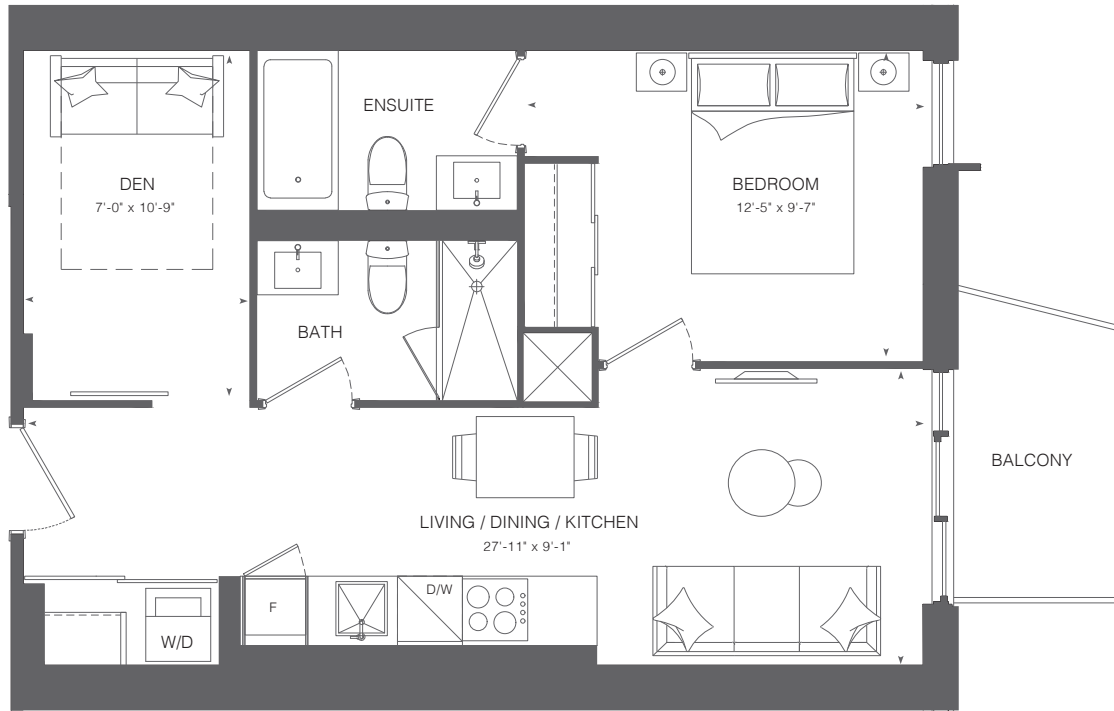 ENSUITE
DEN
7'-0" x 10'-9"
BEDROOM
12'-5" x 9'-7"
BATH
BALCONY
LIVING / DINING / KITCHEN
27'-11" x 9'-1"
F
D/W
W/D